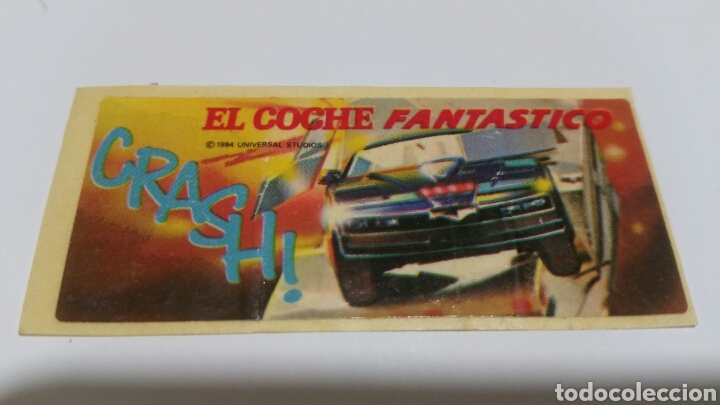 EL COCHE FANTASTICO
© 1984 UNIVERSAL STUDIOS
CRASH!
todocoleccion